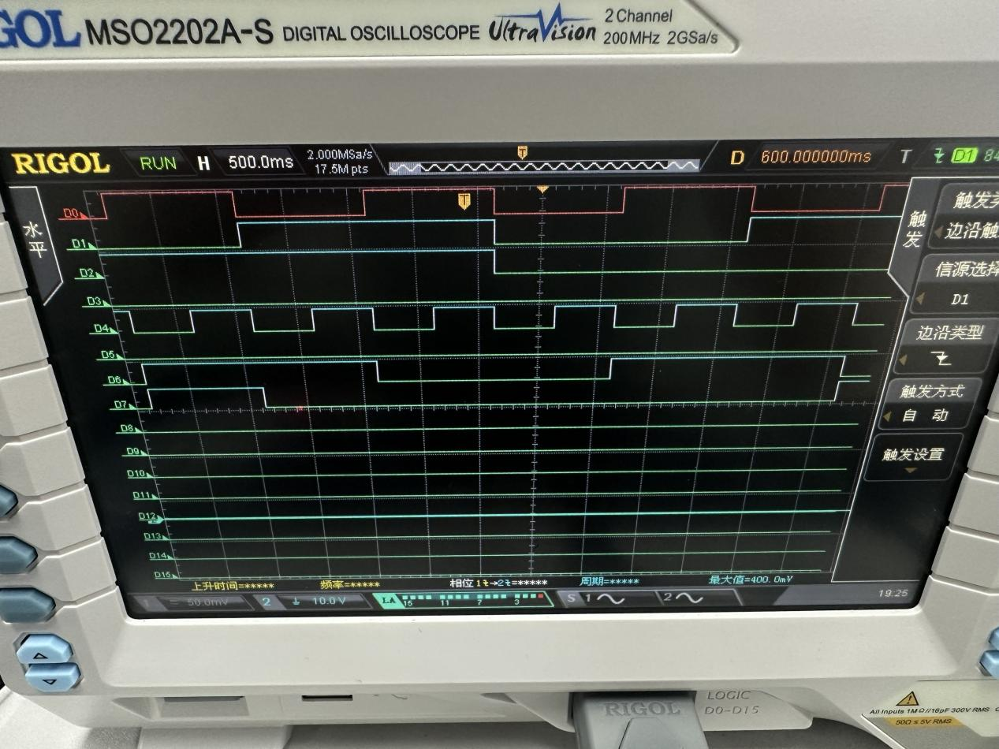 GOL MSO2202A-S DIGITAL OSCILLOSCOPE UltraVision 2 Channel
200MHz 2GSa/s
RIGOL RUN H 500.0ms 2.000MSa/s
17.5M pts
D 600.000000ms T D1 84
水平
D0
D1
D2
D3
D4
D5
D6
D7
D8
D9
D10
D11
D12
D13
D14
D15
触发
触发类
边沿触
信源选择
D1
边沿类型
触发方式
自 动
触发设置
上升时间=***** 频率=***** 相位1→2=***** 周期=***** 最大值=400.0mV
1 = 50.0mV 2 10.0V LA 15 11 7 3 S 1 2 19:25
RIGOL
LOGIC
D0-D15
All Inputs 1MΩ//16pF 300V RMS
50Ω≤5V RMS